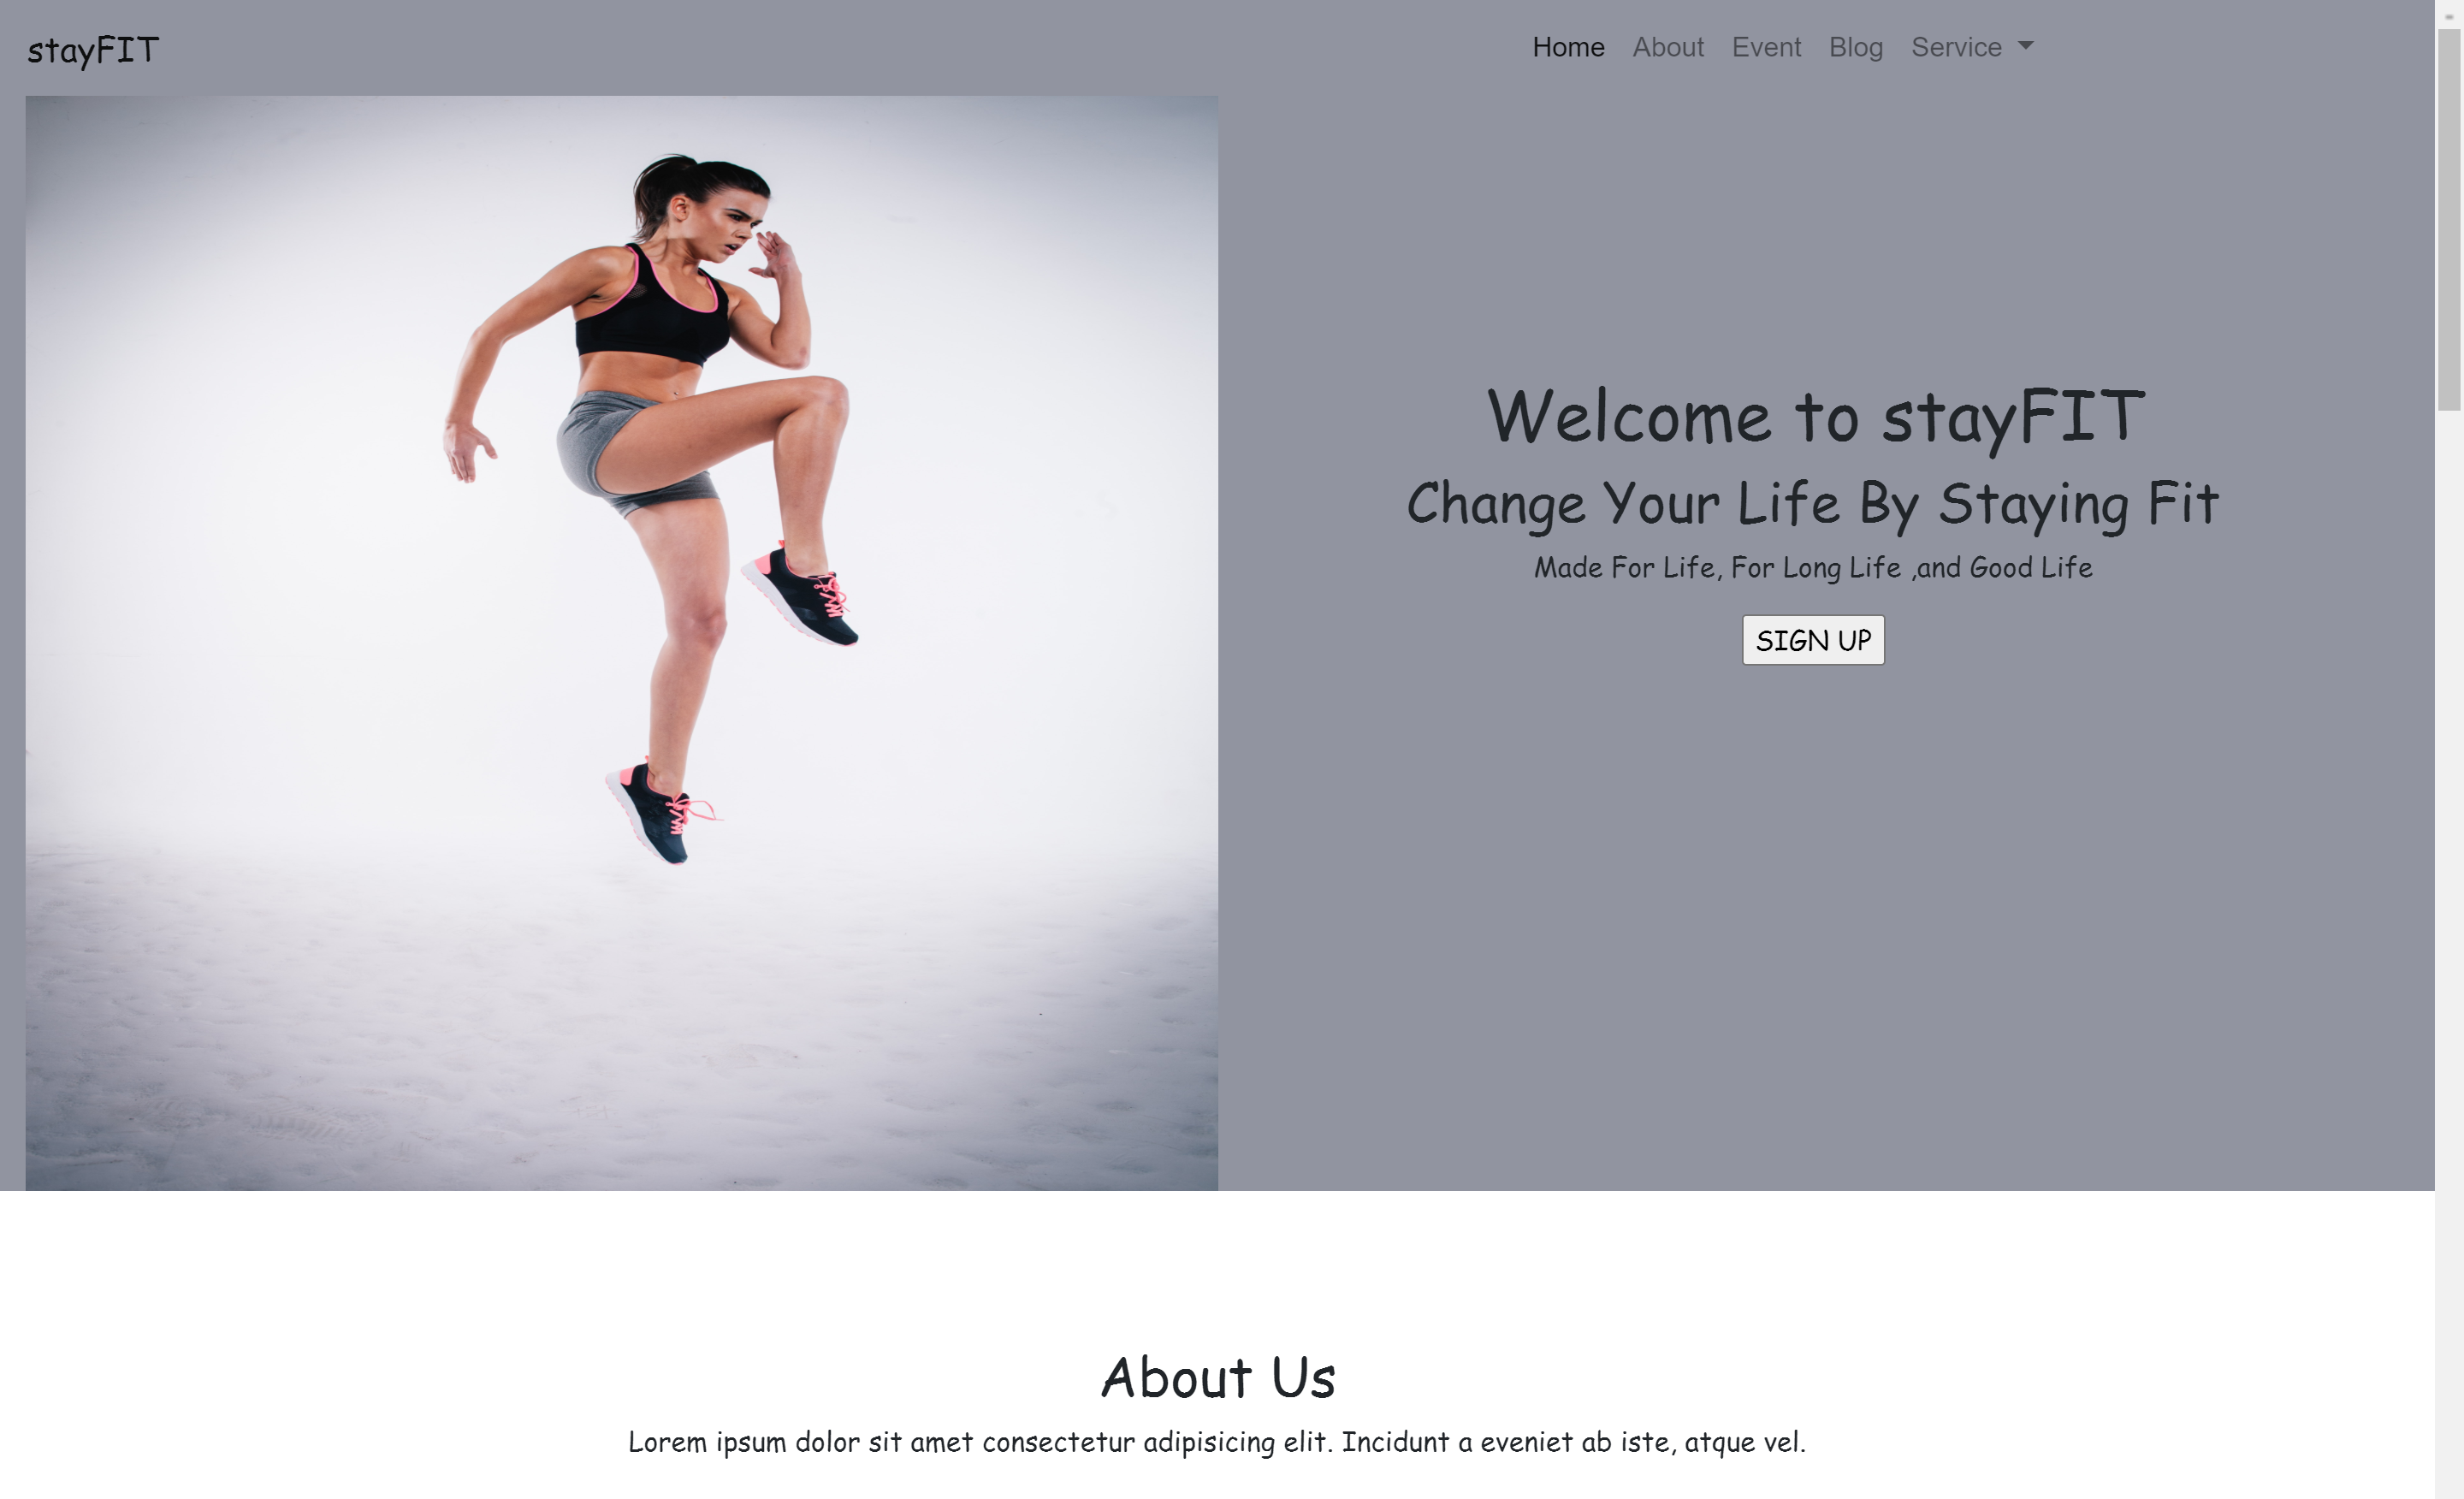 stayFIT
Home About Event Blog Service
Welcome to stayFIT
Change Your Life By Staying Fit
Made For Life, For Long Life ,and Good Life
SIGN UP
About Us
Lorem ipsum dolor sit amet consectetur adipisicing elit. Incidunt a eveniet ab iste, atque vel.